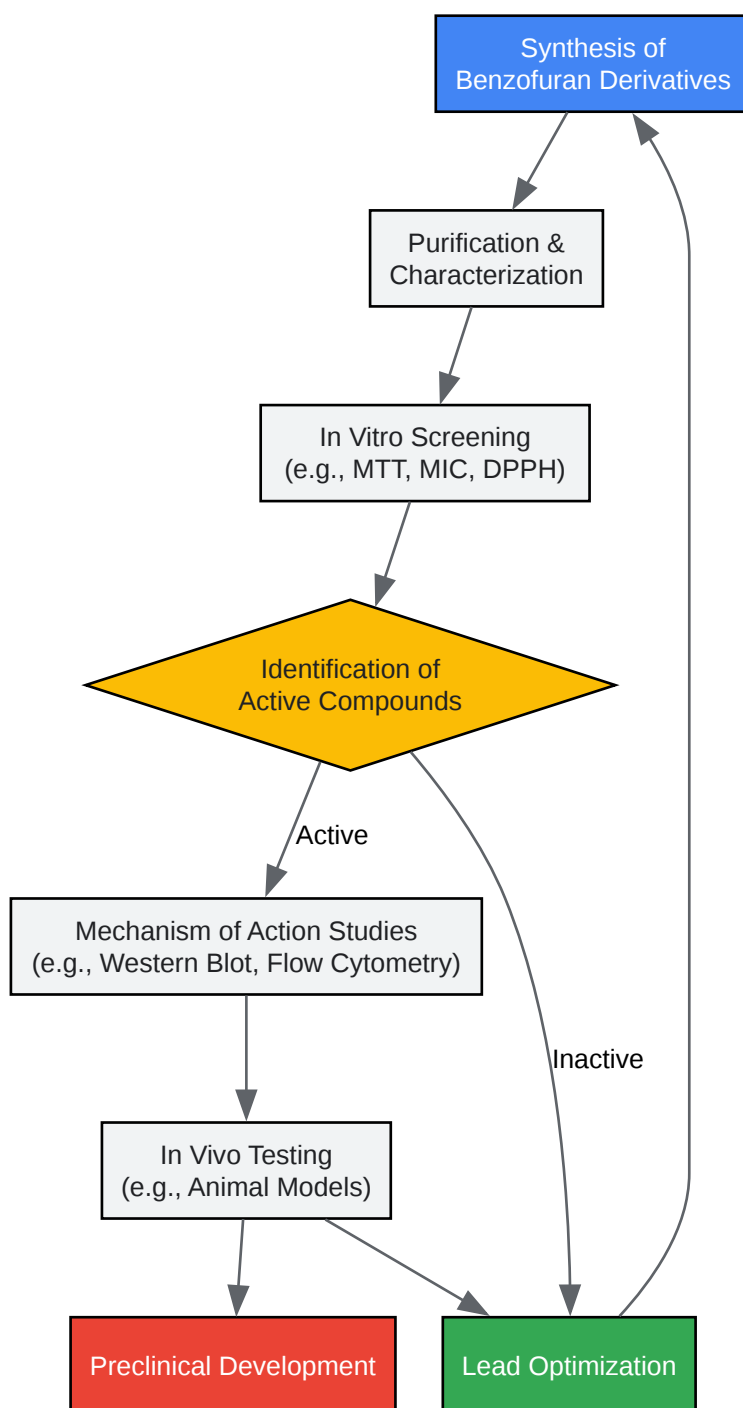 Synthesis of
Benzofuran Derivatives
Purification &
Characterization
In Vitro Screening
(e.g., MTT, MIC, DPPH)
Identification of
Active Compounds
Active
Mechanism of Action Studies
(e.g., Western Blot, Flow Cytometry)
Inactive
In Vivo Testing
(e.g., Animal Models)
Preclinical Development
Lead Optimization